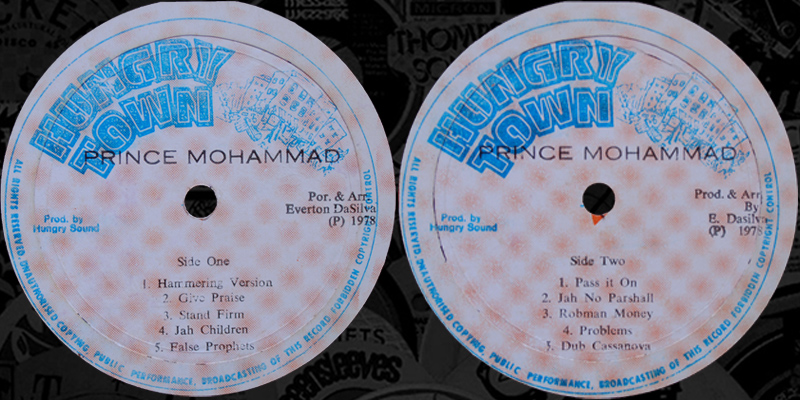 HUNGRY
TOWN
PRINCE MOHAMMAD
Por. & Arr.
Everton DaSilva
(P) 1978
Prod. by
Hungry Sound
Side One
1. Hammering Version
2. Give Praise
3. Stand Firm
4. Jah Children
5. False Prophets
ALL RIGHTS RESERVED. UNAUTHORISED COPYING, PUBLIC PERFORMANCE, BROADCASTING OF THIS RECORD FORBIDDEN COPYRIGHT CONTROL
HUNGRY
TOWN
PRINCE MOHAMMAD
Prod. & Arr
By
E. Dasilva
(P) 1978
Prod. by
Hungry Sound
Side Two
1. Pass it On
2. Jah No Parshall
3. Robman Money
4. Problems
5. Dub Cassanova
ALL RIGHTS RESERVED. UNAUTHORISED COPYING, PUBLIC PERFORMANCE, BROADCASTING OF THIS RECORD FORBIDDEN COPYRIGHT CONTROL